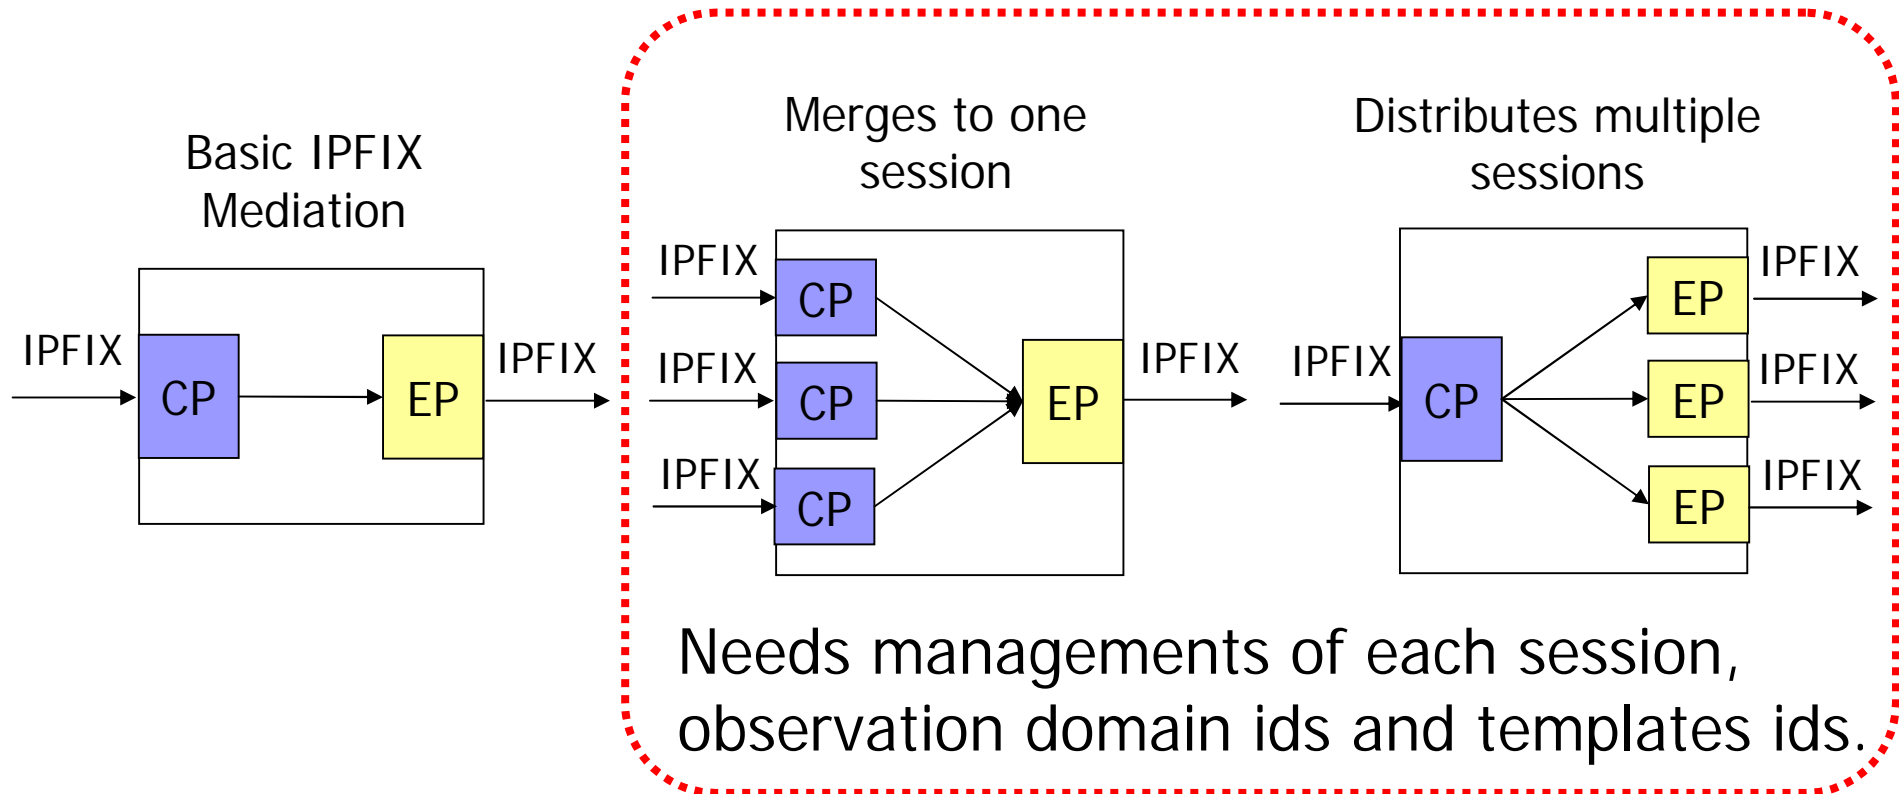 Basic IPFIX
Mediation
IPFIX
CP
EP
IPFIX
Merges to one
session
IPFIX
CP
IPFIX
CP
IPFIX
CP
EP
IPFIX
Distributes multiple
sessions
IPFIX
CP
EP
IPFIX
EP
IPFIX
EP
IPFIX
Needs managements of each session,
observation domain ids and templates ids.